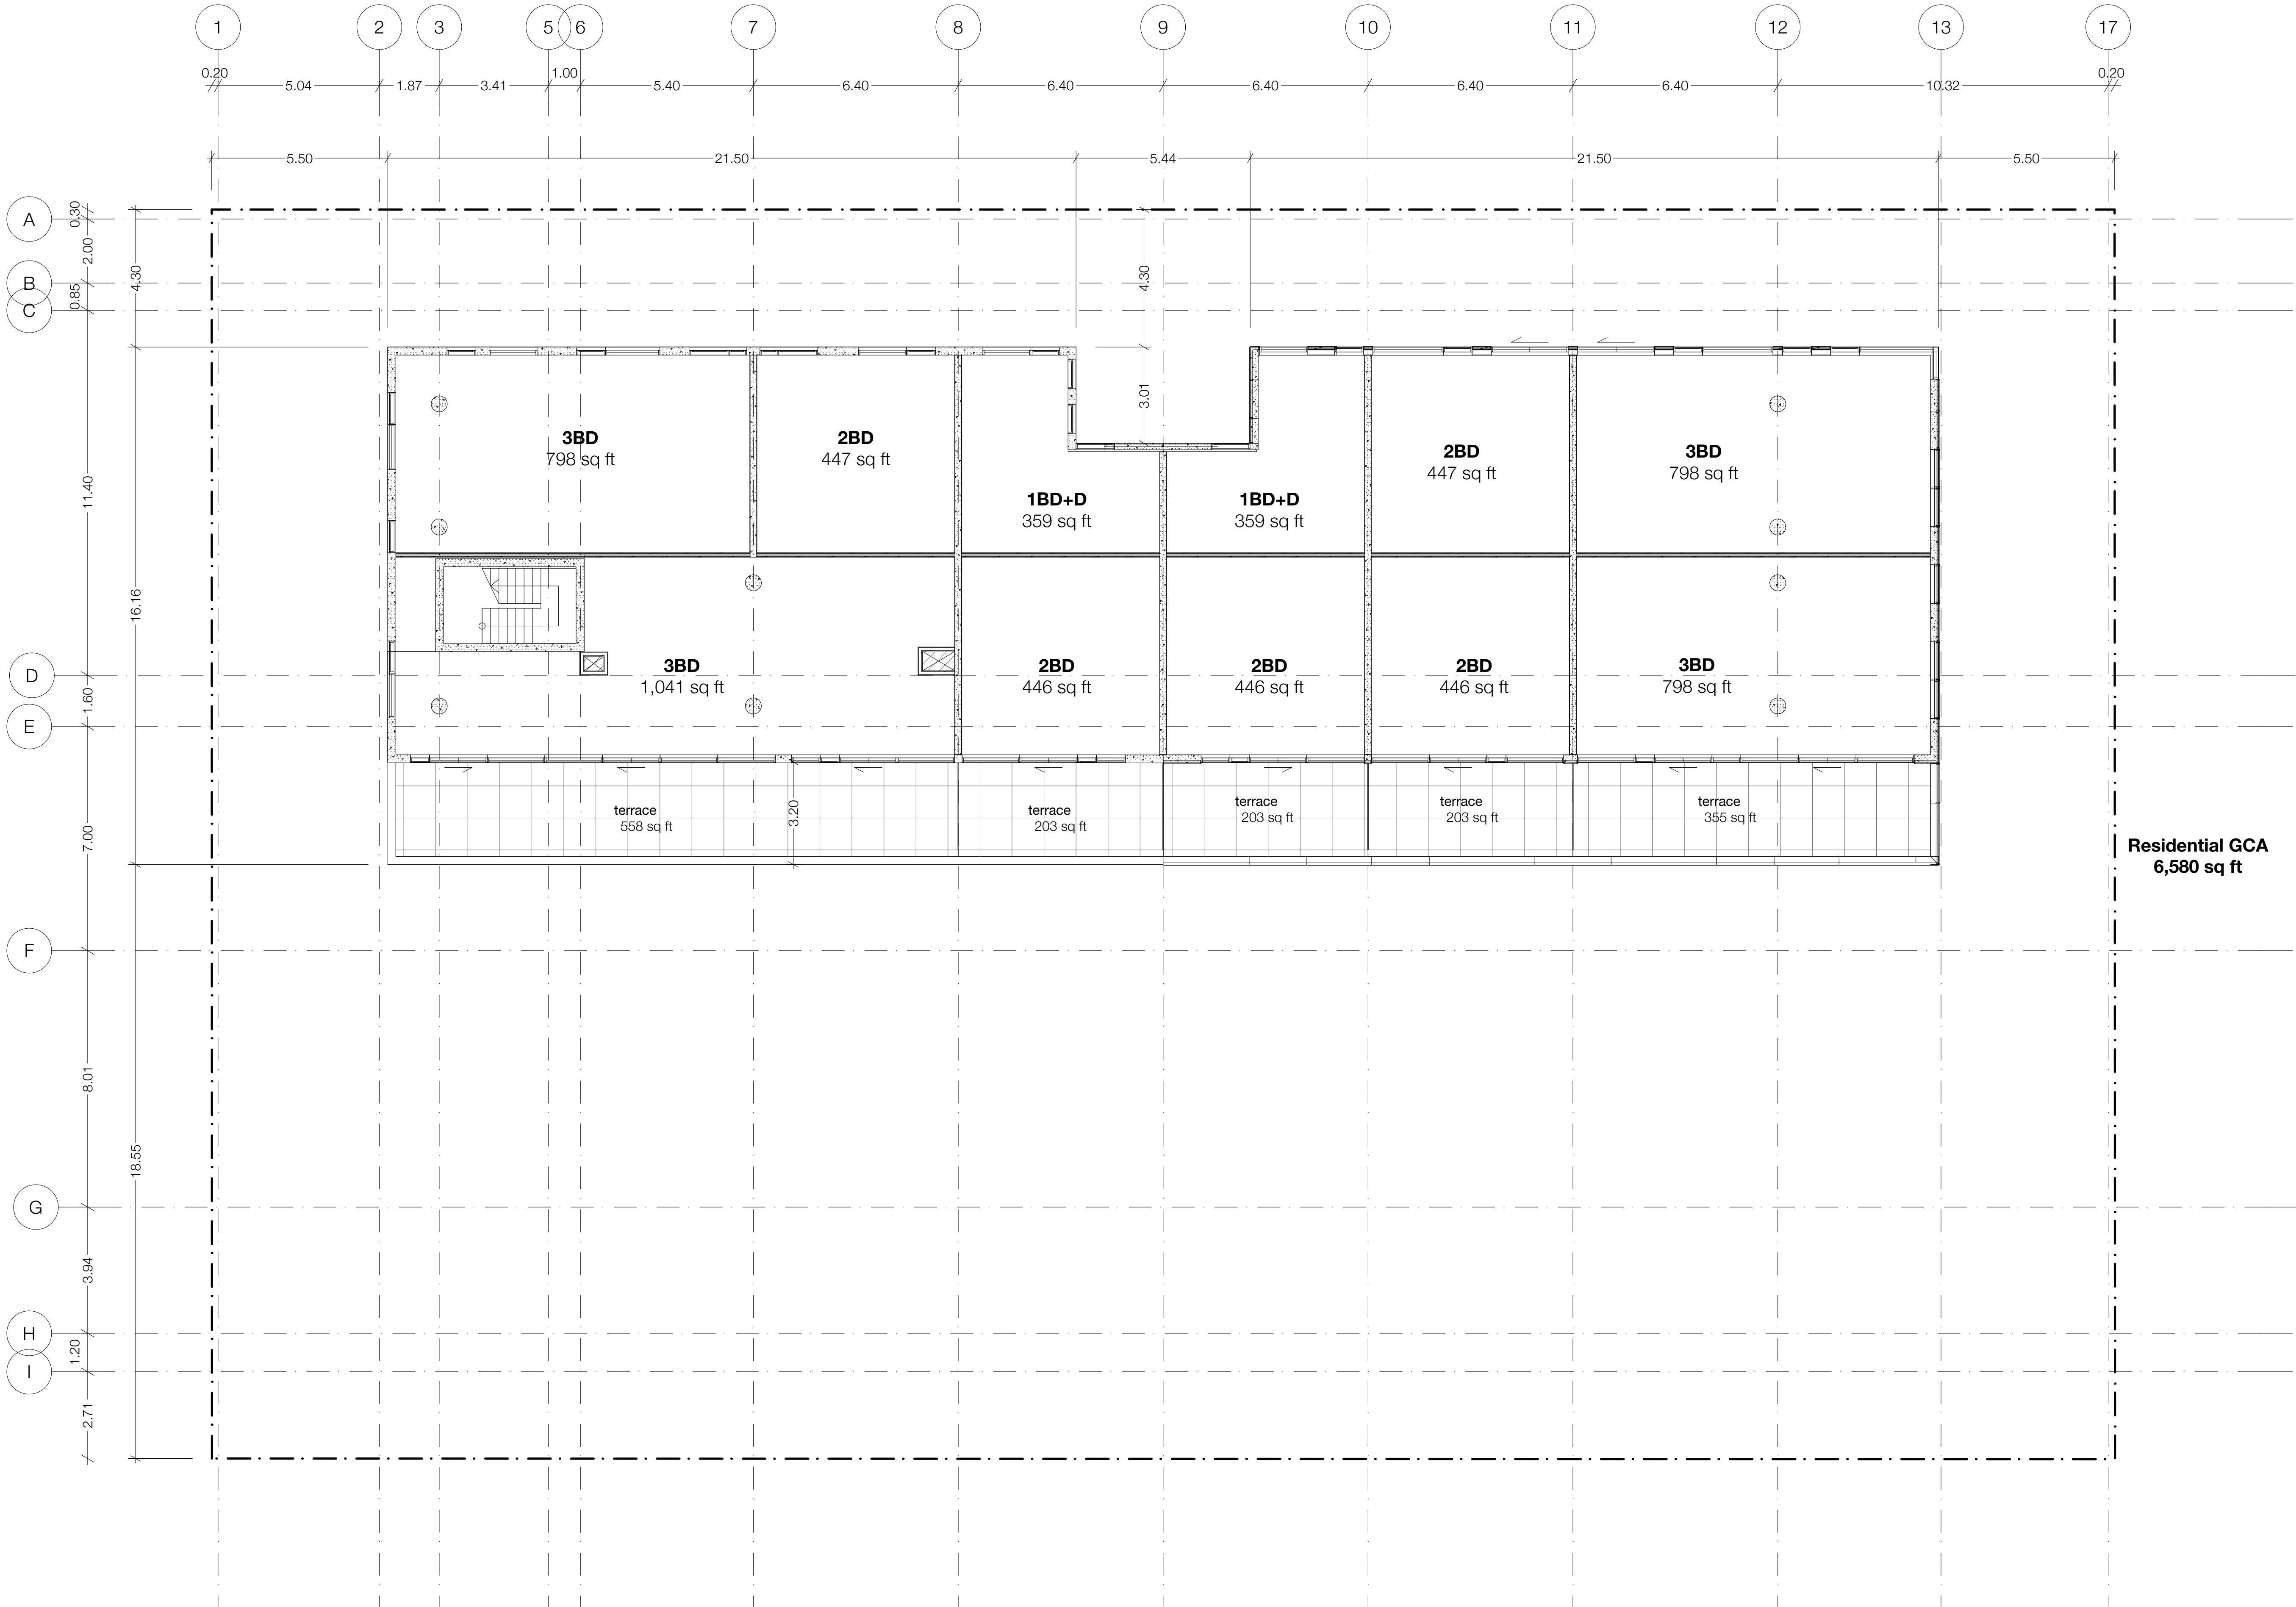 1
2
3
5
6
7
8
9
10
11
12
13
17
0.20
5.04
1.87
3.41
1.00
5.40
6.40
6.40
6.40
6.40
6.40
10.32
0.20
5.50
21.50
5.44
21.50
5.50
A
B
C
D
E
F
G
H
I
0.30
2.00
0.85
11.40
1.60
7.00
8.01
3.94
1.20
2.71
4.30
16.16
18.55
4.30
3.01
3BD
798 sq ft
2BD
447 sq ft
1BD+D
359 sq ft
1BD+D
359 sq ft
2BD
447 sq ft
3BD
798 sq ft
3BD
1,041 sq ft
2BD
446 sq ft
2BD
446 sq ft
2BD
446 sq ft
3BD
798 sq ft
terrace
558 sq ft
3.20
terrace
203 sq ft
terrace
203 sq ft
terrace
203 sq ft
terrace
355 sq ft
Residential GCA
6,580 sq ft